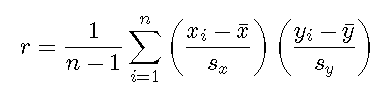 r = \frac{1}{n-1} \sum_{i=1}^{n} \left( \frac{x_i - \bar{x}}{s_x} \right) \left( \frac{y_i - \bar{y}}{s_y} \right)